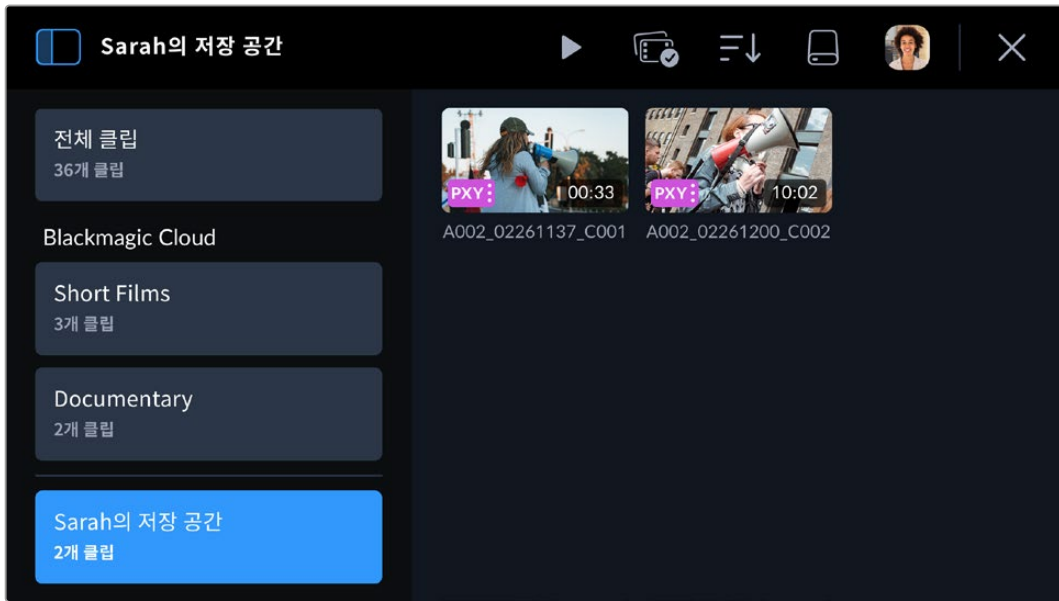 Sarah의 저장 공간
전체 클립
36개 클립
Blackmagic Cloud
Short Films
3개 클립
Documentary
2개 클립
Sarah의 저장 공간
2개 클립
PXY 00:33
PXY 10:02
A002_02261137_C001 A002_02261200_C002